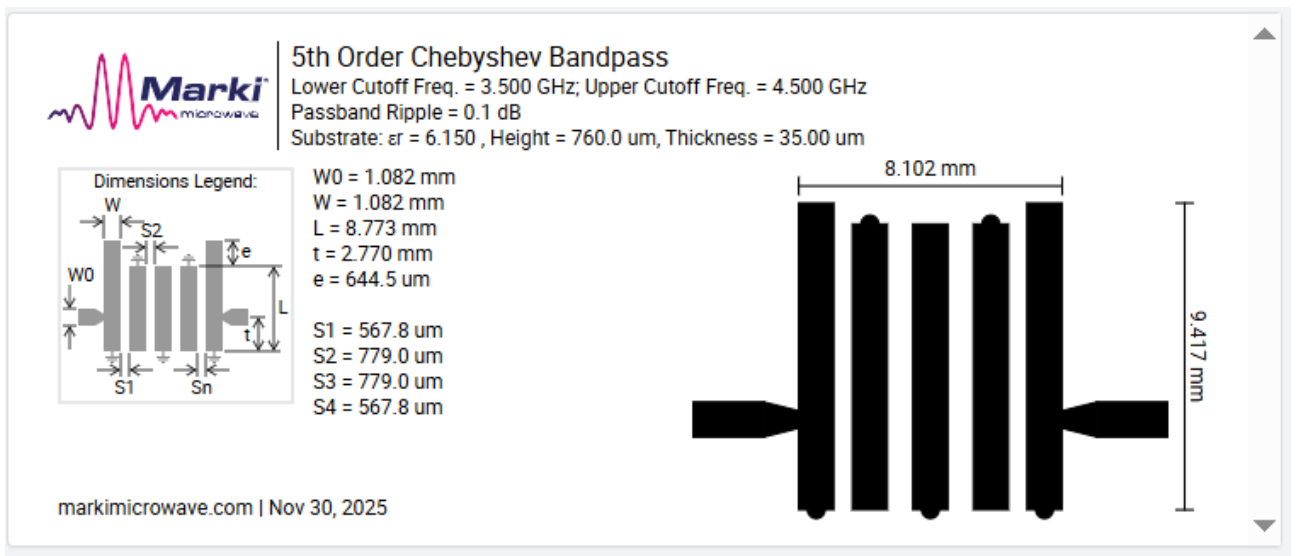 Marki
microwave
5th Order Chebyshev Bandpass
Lower Cutoff Freq. = 3.500 GHz; Upper Cutoff Freq. = 4.500 GHz
Passband Ripple = 0.1 dB
Substrate: εr = 6.150 , Height = 760.0 um, Thickness = 35.00 um
Dimensions Legend:
W
S2
e
W0
L
t
S1
Sn
W0 = 1.082 mm
W = 1.082 mm
L = 8.773 mm
t = 2.770 mm
e = 644.5 um
S1 = 567.8 um
S2 = 779.0 um
S3 = 779.0 um
S4 = 567.8 um
8.102 mm
9.417 mm
markimicrowave.com | Nov 30, 2025